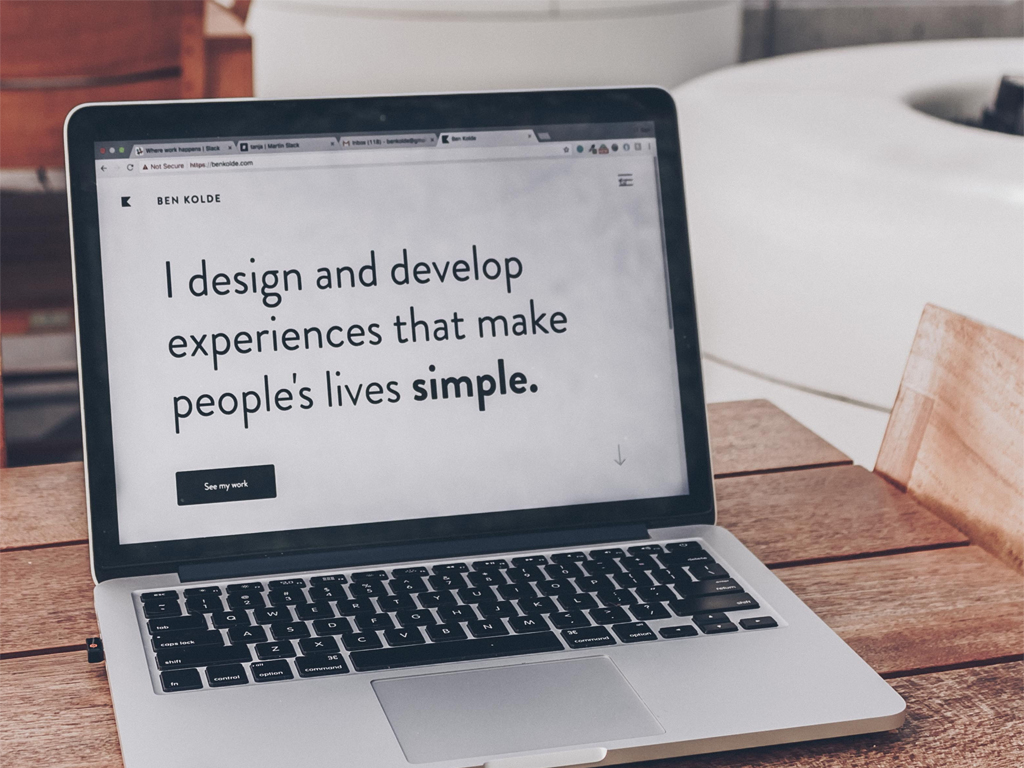 Where work happens | Slack
tanja | Martin Slack
Inbox (118) - benkolde@gmail
Ben Kolde
Not Secure | https://benkolde.com
BEN KOLDE
I design and develop
experiences that make
people's lives simple.
See my work
Q W E R T Y U I O P
tab
A S D F G H J K L
caps lock
return
Z X C V B N M
shift
shift
fn control option command
command option